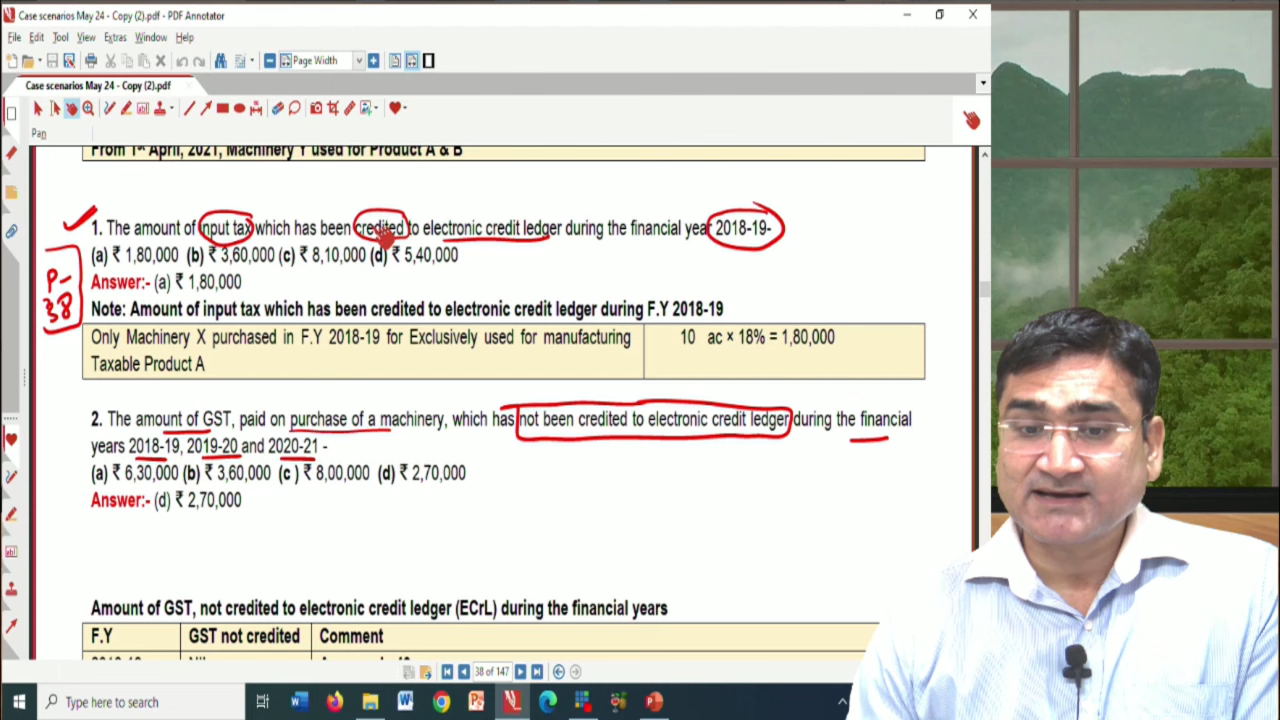 Case scenarios May 24 - Copy (2).pdf - PDF Annotator
File Edit Tool View Extras Window Help
Page Width
Case scenarios May 24 - Copy (2).pdf
Pan
From 1st April, 2021, Machinery Y used for Product A & B
1. The amount of input tax which has been credited to electronic credit ledger during the financial year 2018-19-
(a) ₹ 1,80,000 (b) ₹ 3,60,000 (c) ₹ 8,10,000 (d) ₹ 5,40,000
P-
38
Answer:- (a) ₹ 1,80,000
Note: Amount of input tax which has been credited to electronic credit ledger during F.Y 2018-19
Only Machinery X purchased in F.Y 2018-19 for Exclusively used for manufacturing
Taxable Product A
10 ac × 18% = 1,80,000
2. The amount of GST, paid on purchase of a machinery, which has not been credited to electronic credit ledger during the financial
years 2018-19, 2019-20 and 2020-21 -
(a) ₹ 6,30,000 (b) ₹ 3,60,000 (c ) ₹ 8,00,000 (d) ₹ 2,70,000
Answer:- (d) ₹ 2,70,000
Amount of GST, not credited to electronic credit ledger (ECrL) during the financial years
F.Y GST not credited Comment
38 of 147
Type here to search